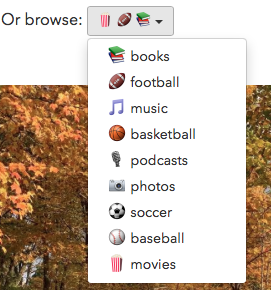 Or browse:
books
football
music
basketball
podcasts
photos
soccer
baseball
movies